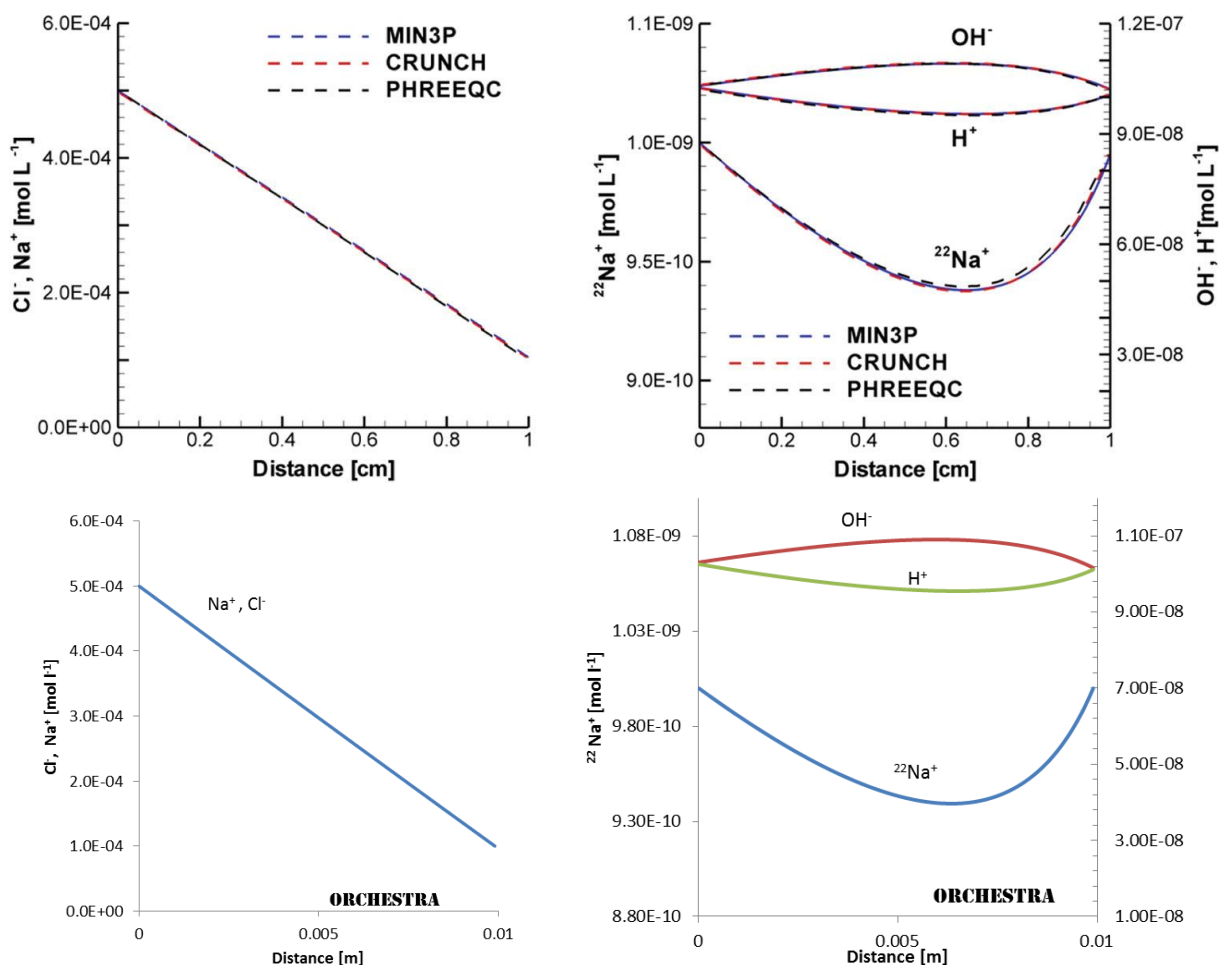 6.0E-04
4.0E-04
2.0E-04
0.0E+00
Cl⁻, Na⁺ [mol L⁻¹]
MIN3P
CRUNCH
PHREEQC
0 0.2 0.4 0.6 0.8 1
Distance [cm]
1.1E-09
1.0E-09
9.5E-10
9.0E-10
²²Na⁺ [mol L⁻¹]
OH⁻
H⁺
²²Na⁺
MIN3P
CRUNCH
PHREEQC
1.2E-07
9.0E-08
6.0E-08
3.0E-08
OH⁻, H⁺[mol L⁻¹]
0 0.2 0.4 0.6 0.8 1
Distance [cm]
6.0E-04
5.0E-04
4.0E-04
3.0E-04
2.0E-04
1.0E-04
0.0E+00
Cl⁻, Na⁺ [mol l⁻¹]
Na⁺ , Cl⁻
ORCHESTRA
0 0.005 0.01
Distance [m]
1.08E-09
1.03E-09
9.80E-10
9.30E-10
8.80E-10
²² Na⁺ [mol l⁻¹]
OH⁻
H⁺
²²Na⁺
ORCHESTRA
1.10E-07
9.00E-08
7.00E-08
5.00E-08
3.00E-08
1.00E-08
0 0.005 0.01
Distance [m]